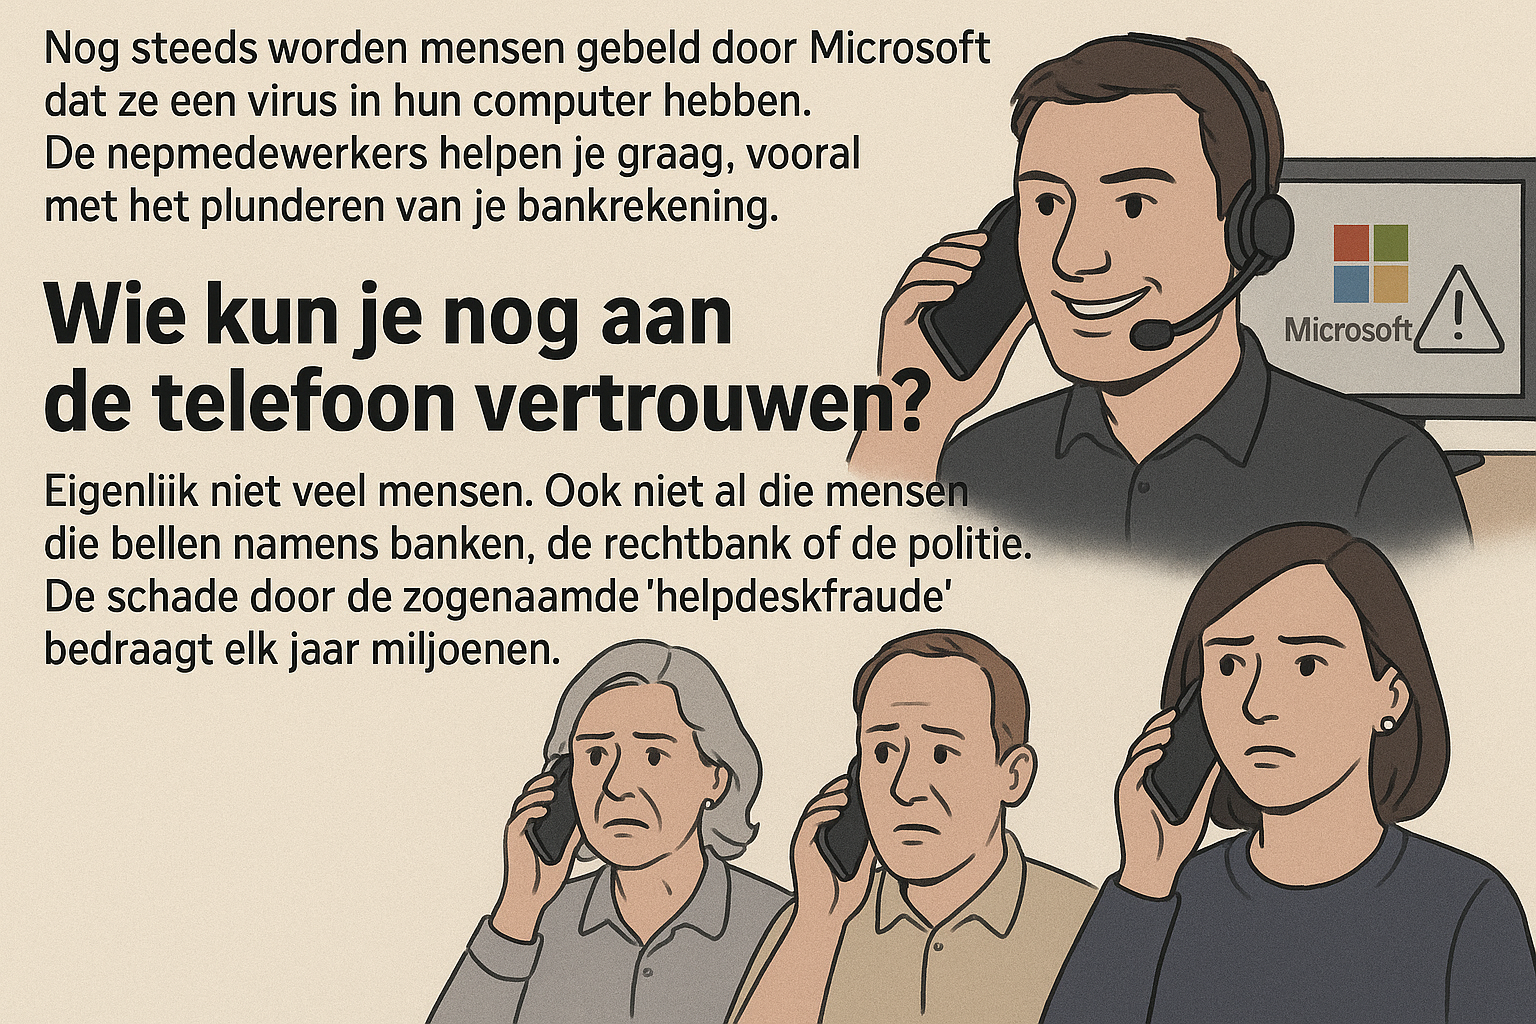 Nog steeds worden mensen gebeld door Microsoft
dat ze een virus in hun computer hebben.
De nepmedewerkers helpen je graag, vooral
met het plunderen van je bankrekening.
Wie kun je nog aan
de telefoon vertrouwen?
Eigenliik niet veel mensen. Ook niet al die mensen
die bellen namens banken, de rechtbank of de politie.
De schade door de zogenaamde 'helpdeskfraude'
bedraagt elk jaar miljoenen.
Microsoft
!